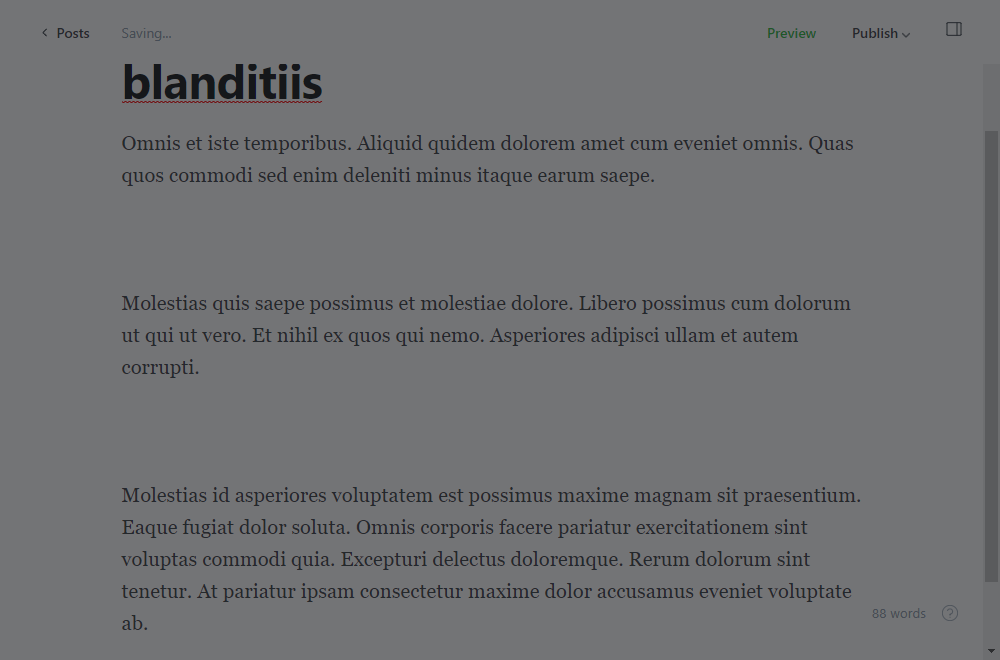 Posts
Saving...
Preview
Publish
blanditiis
Omnis et iste temporibus. Aliquid quidem dolorem amet cum eveniet omnis. Quas
quos commodi sed enim deleniti minus itaque earum saepe.
Molestias quis saepe possimus et molestiae dolore. Libero possimus cum dolorum
ut qui ut vero. Et nihil ex quos qui nemo. Asperiores adipisci ullam et autem
corrupti.
Molestias id asperiores voluptatem est possimus maxime magnam sit praesentium.
Eaque fugiat dolor soluta. Omnis corporis facere pariatur exercitationem sint
voluptas commodi quia. Excepturi delectus doloremque. Rerum dolorum sint
tenetur. At pariatur ipsam consectetur maxime dolor accusamus eveniet voluptate
ab.
88 words
?